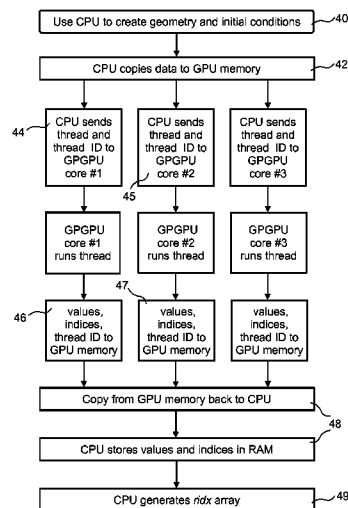 Use CPU to create geometry and initial conditions
40
CPU copies data to GPU memory
42
44
CPU sends
thread and
thread ID to
GPGPU
core #1
CPU sends
thread and
thread ID to
GPGPU
core #2
45
CPU sends
thread and
thread ID to
GPGPU
core #3
GPGPU
core #1
runs thread
GPGPU
core #2
runs thread
GPGPU
core #3
runs thread
46
values,
indices,
thread ID to
GPU memory
47
values,
indices,
thread ID to
GPU memory
values,
indices,
thread ID to
GPU memory
Copy from GPU memory back to CPU
48
CPU stores values and indices in RAM
CPU generates ridx array
49